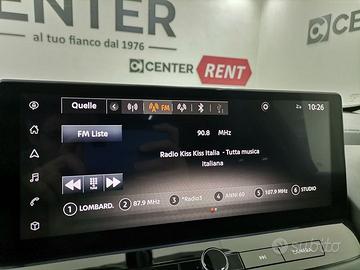 CENTER
al tuo fianco dal 1976
CENTER RENT
CENTER
Quelle
FM
10:26
FM Liste
90.8 MHz
Radio Kiss Kiss Italia - Tutta musica
italiana
1 LOMBARD. 2 87.9 MHz 3 *Radio3 4 ANNI 60 5 107.9 MHz 6 STUDIO
subito